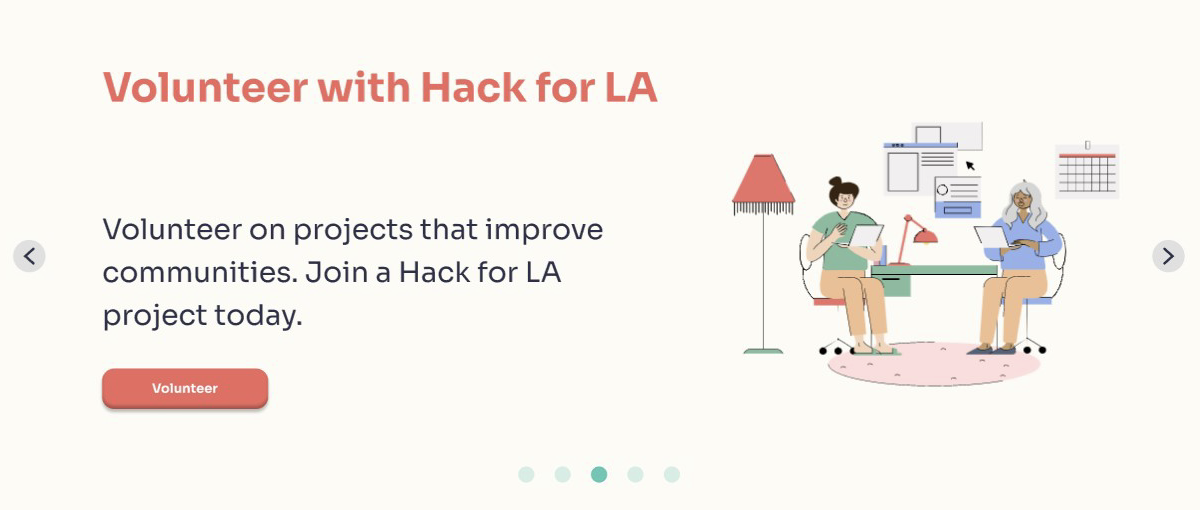 Volunteer with Hack for LA
Volunteer on projects that improve
communities. Join a Hack for LA
project today.
Volunteer